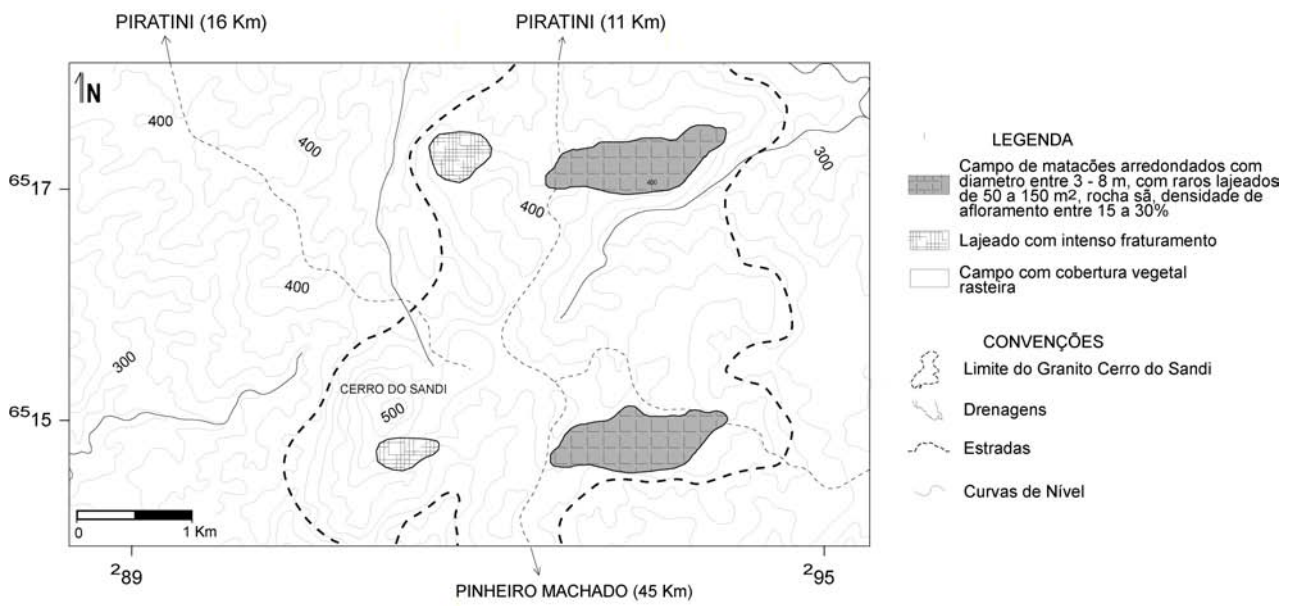 PIRATINI (16 Km)
PIRATINI (11 Km)
N
400
400
300
6517
400
400
300
CERRO DO SANDI
500
6515
0 1 Km
289
295
PINHEIRO MACHADO (45 Km)
LEGENDA
Campo de matacões arredondados com
diametro entre 3 - 8 m, com raros lajeados
de 50 a 150 m², rocha sã, densidade de
afloramento entre 15 a 30%
Lajeado com intenso fraturamento
Campo com cobertura vegetal
rasteira
CONVENÇÕES
Limite do Granito Cerro do Sandi
Drenagens
Estradas
Curvas de Nível